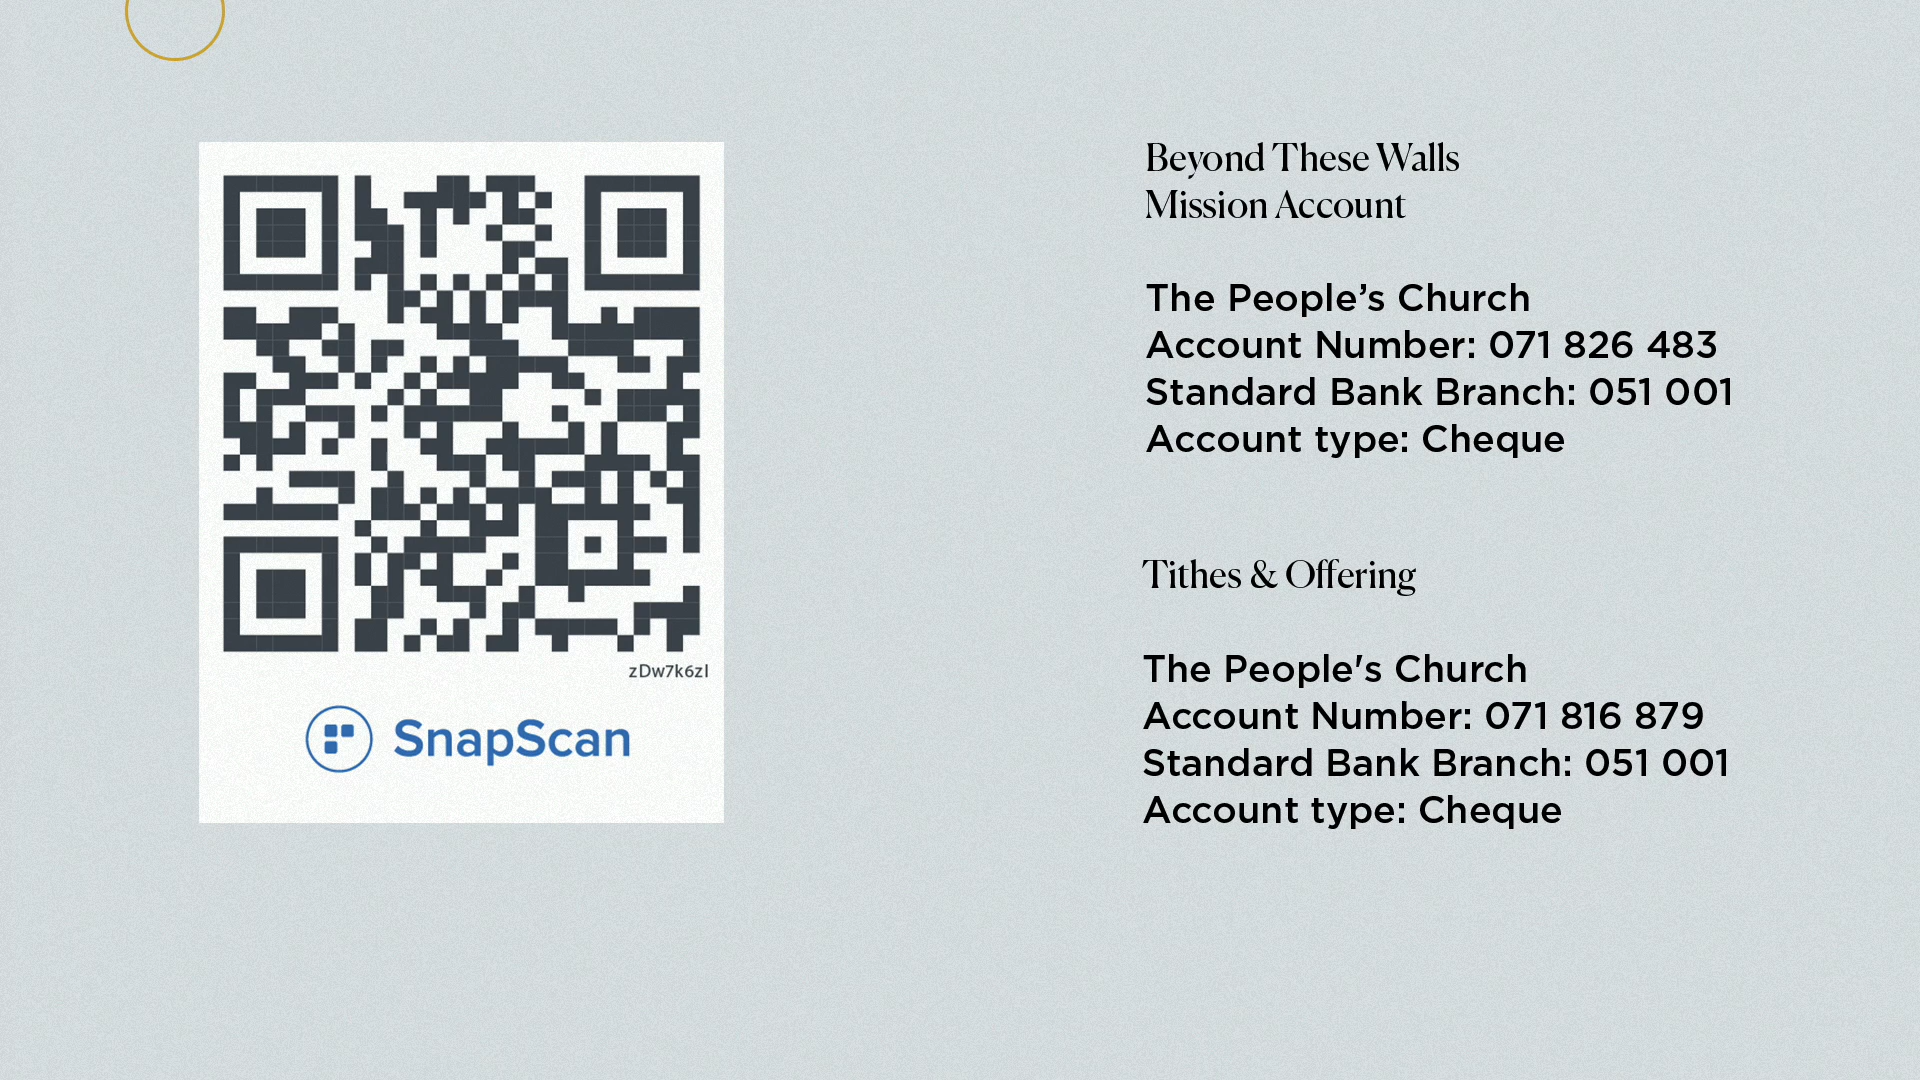 zDw7k6zI
SnapScan
Beyond These Walls
Mission Account
The People’s Church
Account Number: 071 826 483
Standard Bank Branch: 051 001
Account type: Cheque
Tithes & Offering
The People's Church
Account Number: 071 816 879
Standard Bank Branch: 051 001
Account type: Cheque